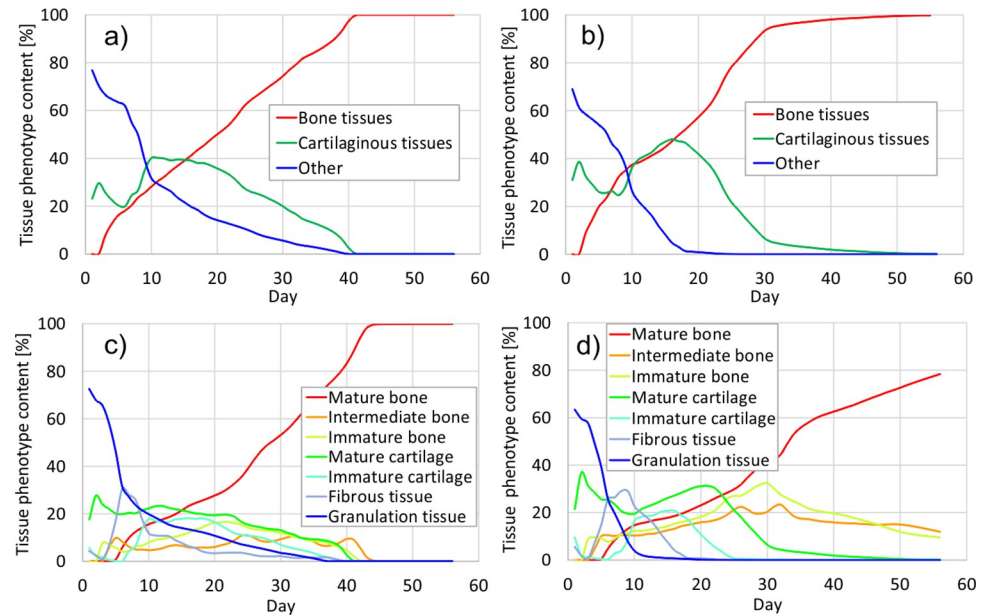 Tissue phenotype content [%]
100
80
60
40
20
0
a)
Bone tissues
Cartilaginous tissues
Other
0 10 20 30 40 50 60
Day
Tissue phenotype content [%]
100
80
60
40
20
0
b)
Bone tissues
Cartilaginous tissues
Other
0 10 20 30 40 50 60
Day
Tissue phenotype content [%]
100
80
60
40
20
0
c)
Mature bone
Intermediate bone
Immature bone
Mature cartilage
Immature cartilage
Fibrous tissue
Granulation tissue
0 10 20 30 40 50 60
Day
Tissue phenotype content [%]
100
80
60
40
20
0
d)
Mature bone
Intermediate bone
Immature bone
Mature cartilage
Immature cartilage
Fibrous tissue
Granulation tissue
0 10 20 30 40 50 60
Day